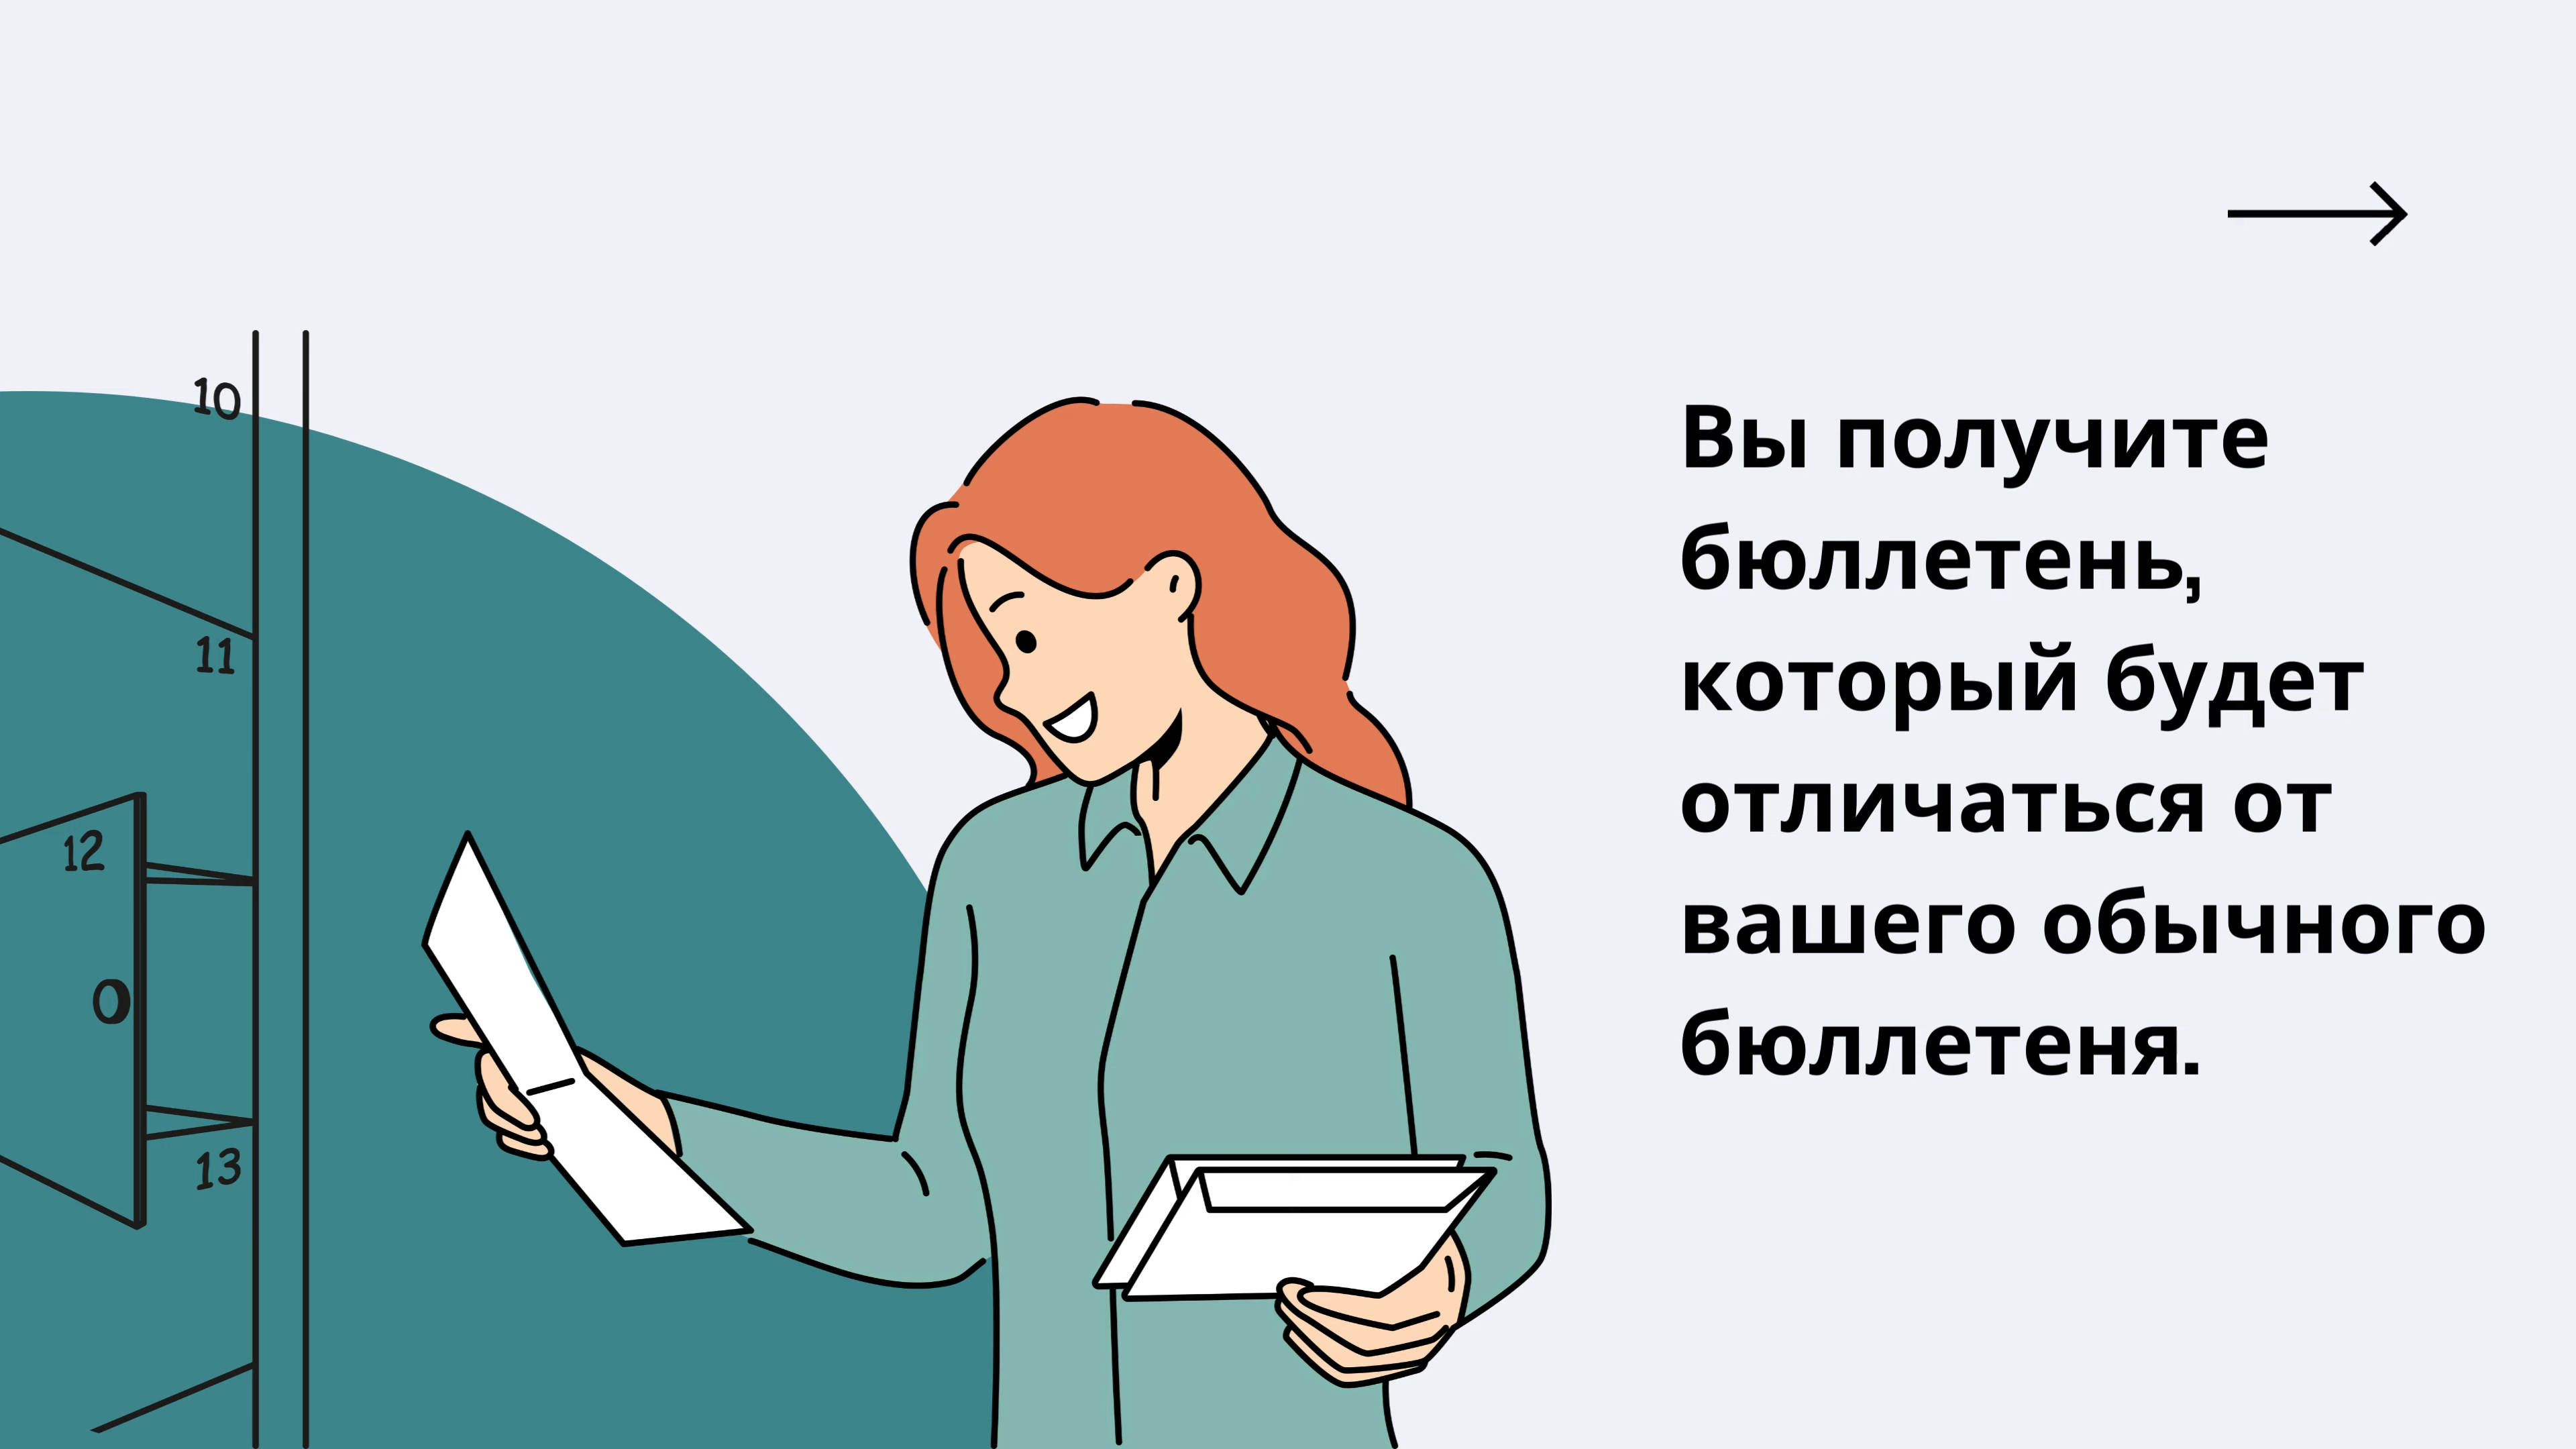 10
11
12
0
13
Вы получите
бюллетень,
который будет
отличаться от
вашего обычного
бюллетеня.